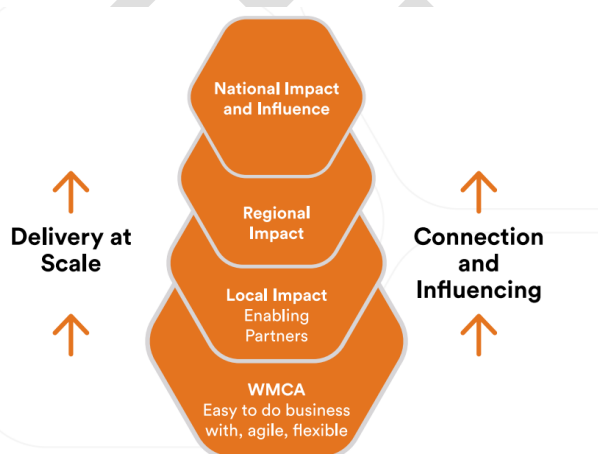 National Impact
and Influence
Regional
Impact
Delivery at
Scale
Connection
and
Influencing
Local Impact
Enabling
Partners
WMCA
Easy to do business
with, agile, flexible